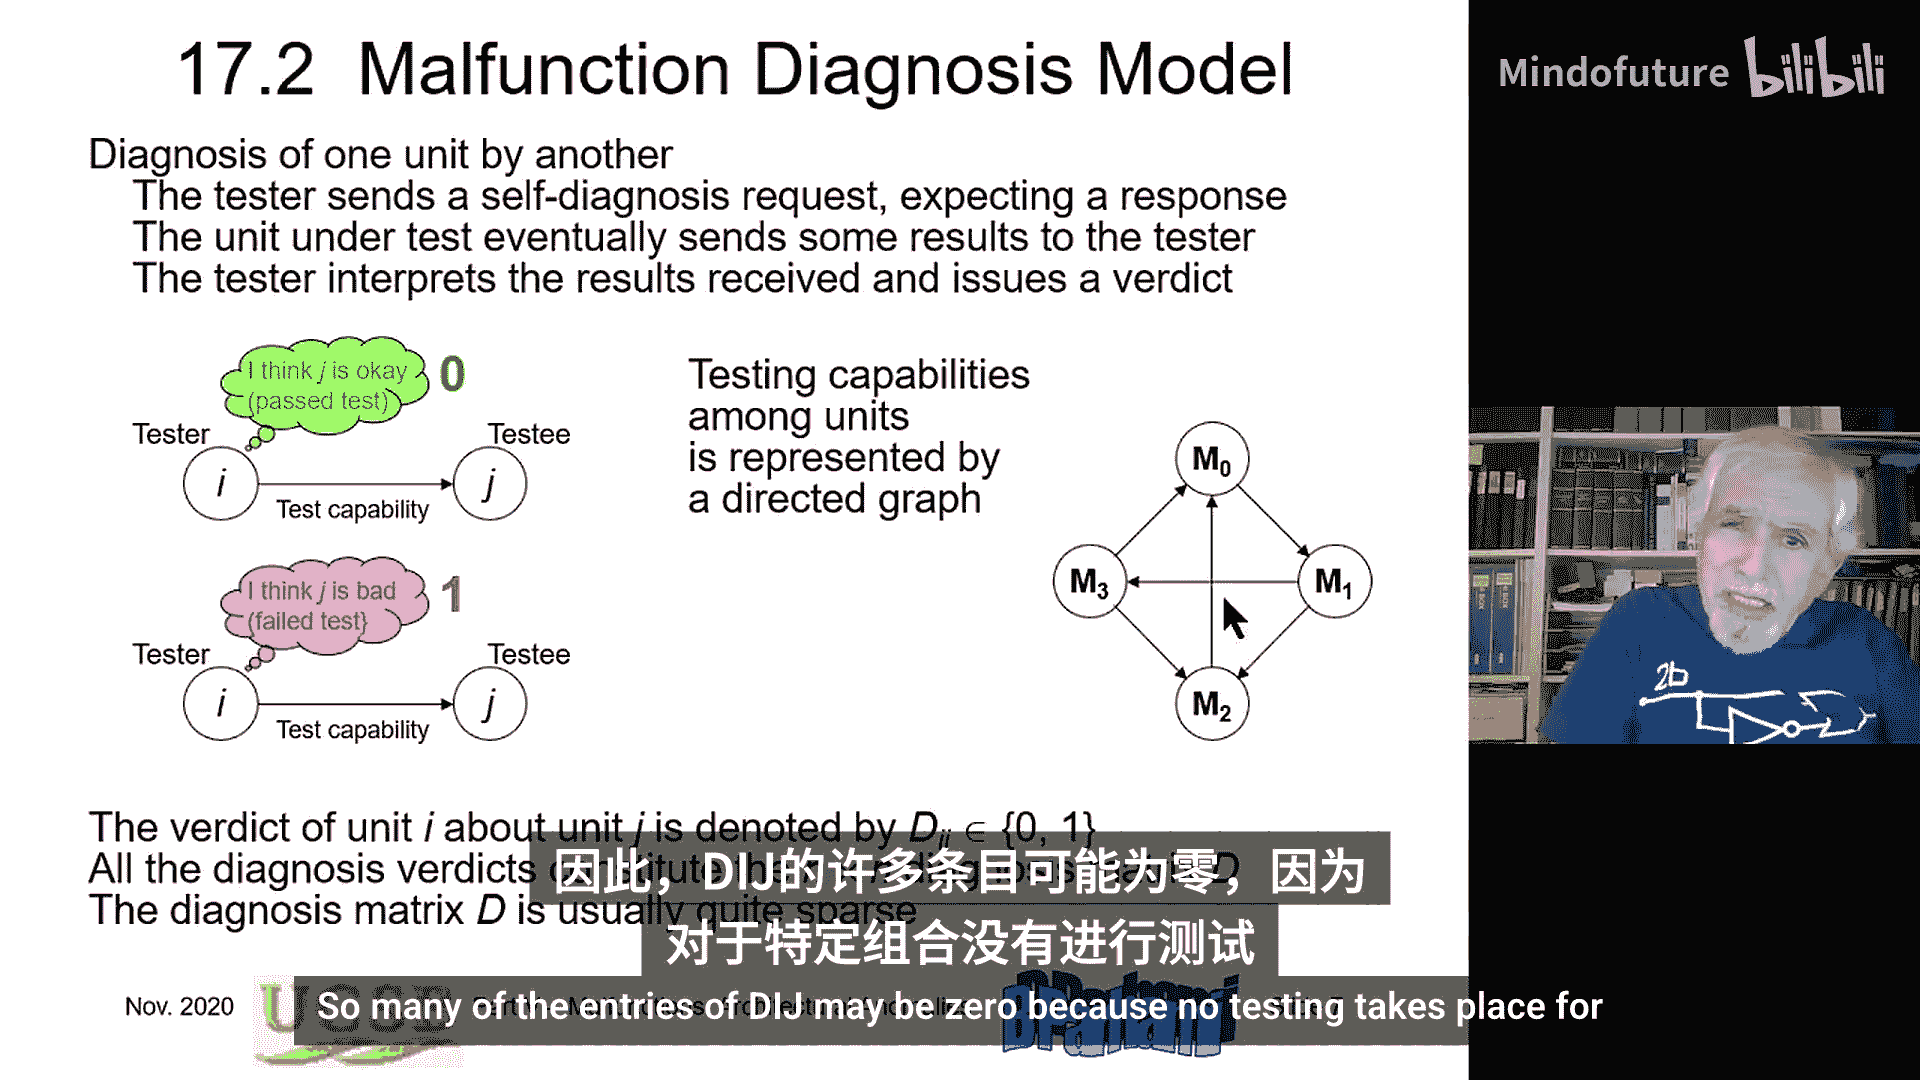 17.2 Malfunction Diagnosis Model
Mindofuture bilibili
Diagnosis of one unit by another
The tester sends a self-diagnosis request, expecting a response
The unit under test eventually sends some results to the tester
The tester interprets the results received and issues a verdict
I think j is okay
(passed test)
0
Tester
Testee
i
j
Test capability
I think j is bad
(failed test}
1
Tester
Testee
i
j
Test capability
Testing capabilities
among units
is represented by
a directed graph
M0
M3
M1
M2
2b
The verdict of unit i about unit j is denoted by Dij ∈ {0, 1}
All the diagnosis verdicts constitute the D
The diagnosis matrix D is usually quite sparse
因此，DIJ的许多条目可能为零，因为
对于特定组合没有进行测试
Nov. 2020
UCSB
B. Parhami
So many of the entries of DIJ may be zero because no testing takes place for